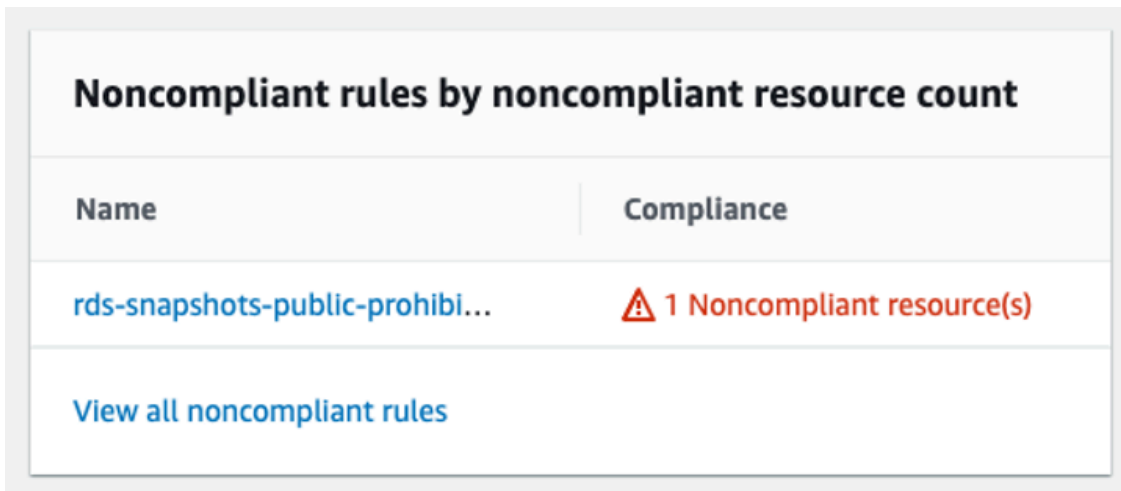 Noncompliant rules by noncompliant resource count
Name Compliance
rds-snapshots-public-prohibi... 1 Noncompliant resource(s)
View all noncompliant rules